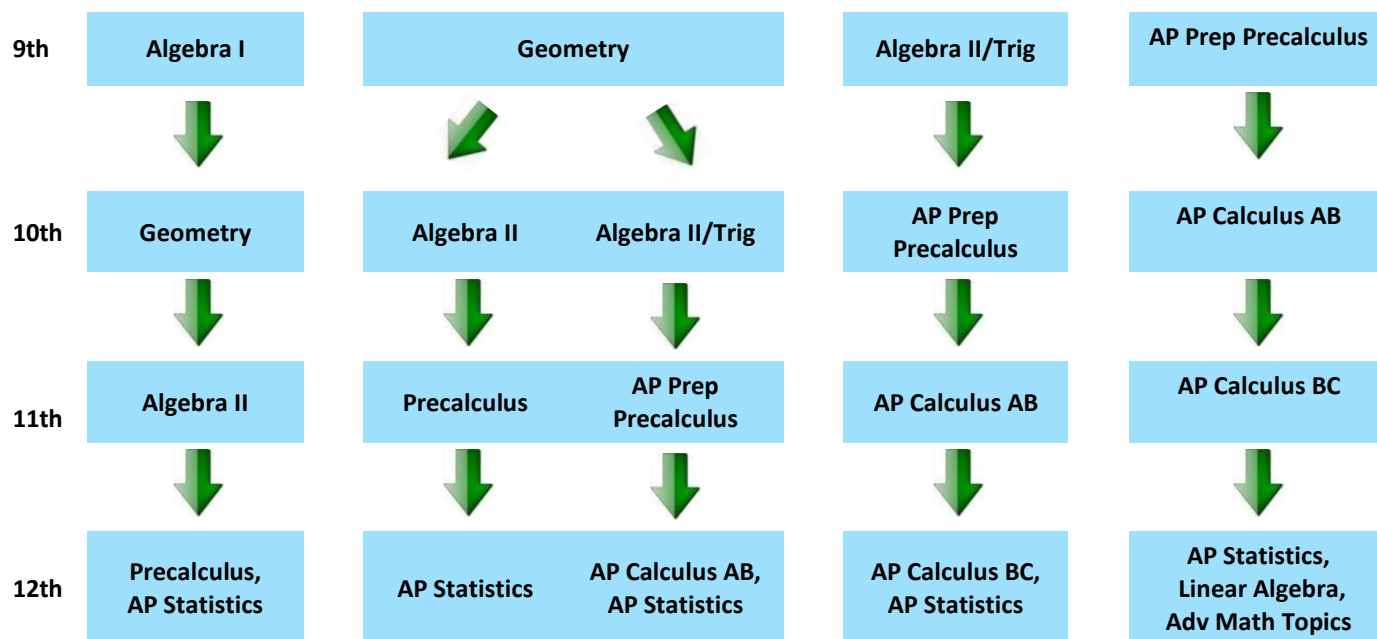 9th
Algebra I
Geometry
Algebra II/Trig
AP Prep Precalculus
10th
Geometry
Algebra II
Algebra II/Trig
AP Prep
Precalculus
AP Calculus AB
11th
Algebra II
Precalculus
AP Prep
Precalculus
AP Calculus AB
AP Calculus BC
12th
Precalculus,
AP Statistics
AP Statistics
AP Calculus AB,
AP Statistics
AP Calculus BC,
AP Statistics
AP Statistics,
Linear Algebra,
Adv Math Topics